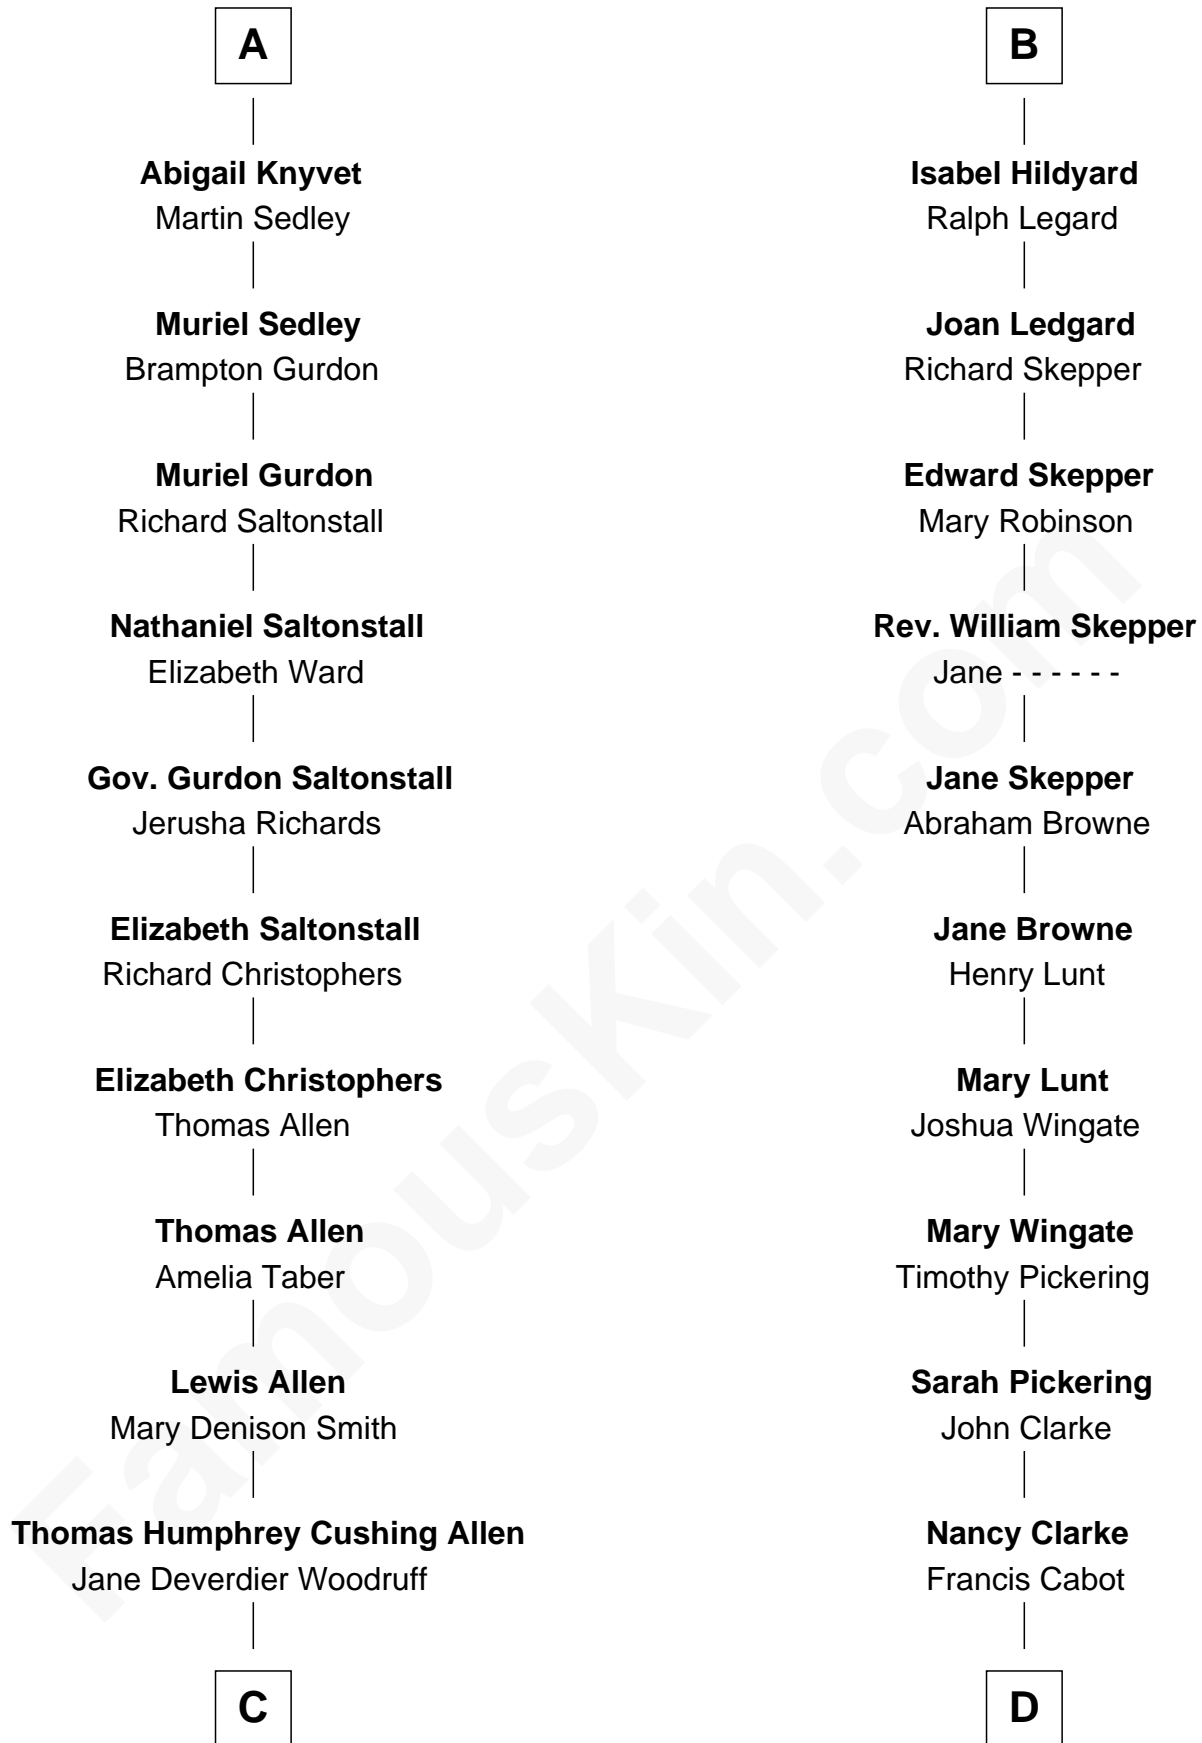 A
Abigail Knyvet
Martin Sedley
Muriel Sedley
Brampton Gurdon
Muriel Gurdon
Richard Saltonstall
Nathaniel Saltonstall
Elizabeth Ward
Gov. Gurdon Saltonstall
Jerusha Richards
Elizabeth Saltonstall
Richard Christophers
Elizabeth Christophers
Thomas Allen
Thomas Allen
Amelia Taber
Lewis Allen
Mary Denison Smith
Thomas Humphrey Cushing Allen
Jane Deverdier Woodruff
C
B
Isabel Hildyard
Ralph Legard
Joan Ledgard
Richard Skepper
Edward Skepper
Mary Robinson
Rev. William Skepper
Jane - - - - - -
Jane Skepper
Abraham Browne
Jane Browne
Henry Lunt
Mary Lunt
Joshua Wingate
Mary Wingate
Timothy Pickering
Sarah Pickering
John Clarke
Nancy Clarke
Francis Cabot
D
FamousKin.com